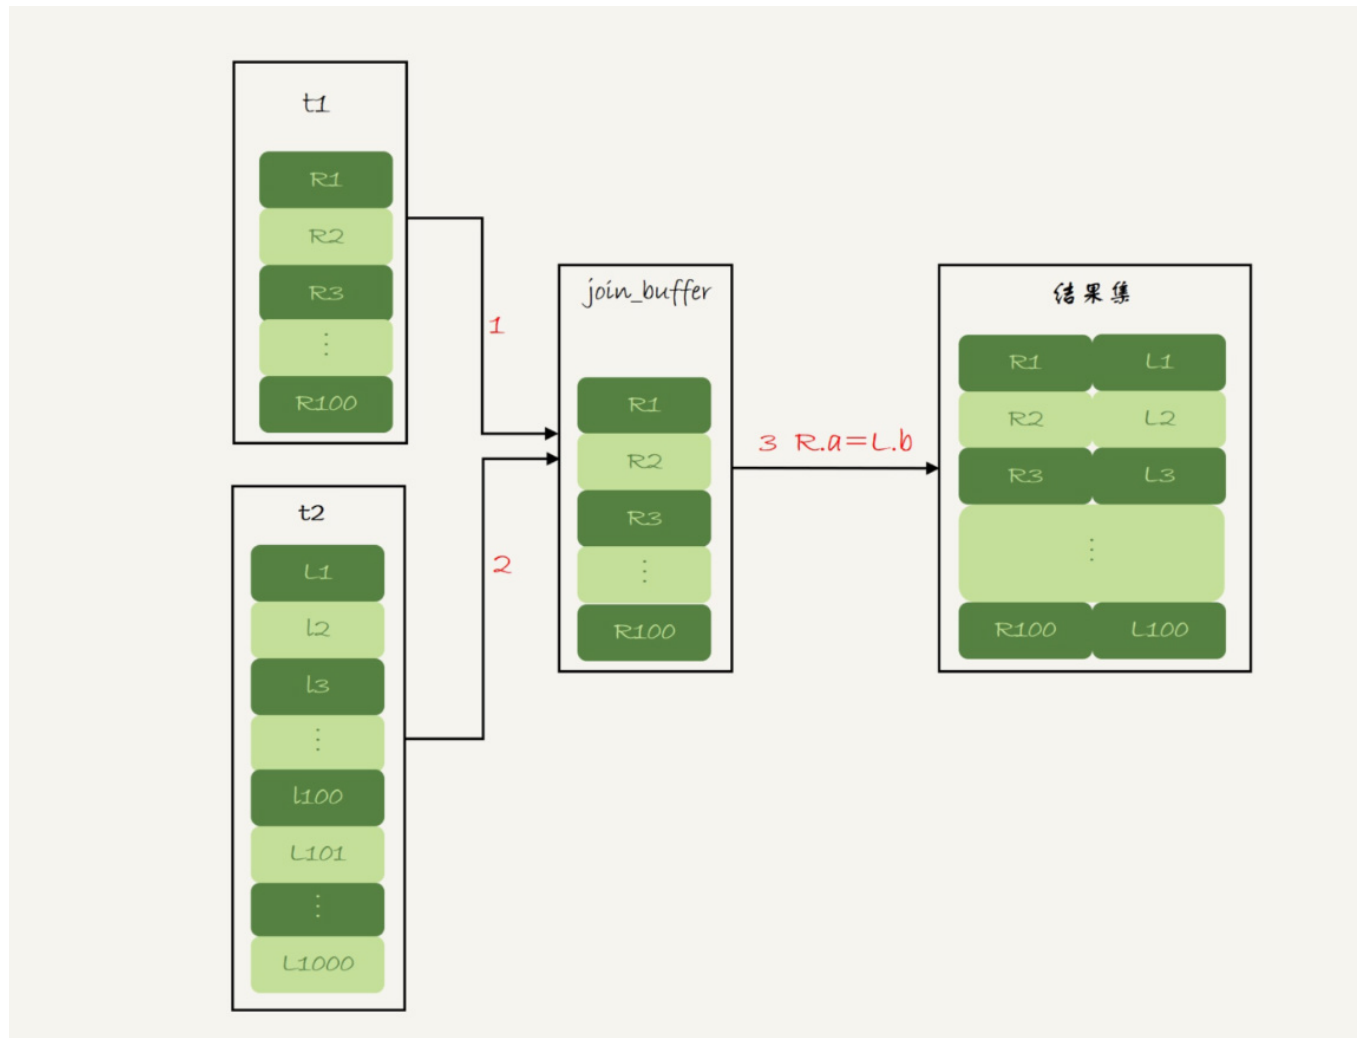 t1
R1
R2
R3
⋮
R100
1
t2
L1
l2
l3
⋮
l100
L101
⋮
L1000
2
join_buffer
R1
R2
R3
⋮
R100
3 R.a=L.b
结果集
R1 L1
R2 L2
R3 L3
⋮
R100 L100